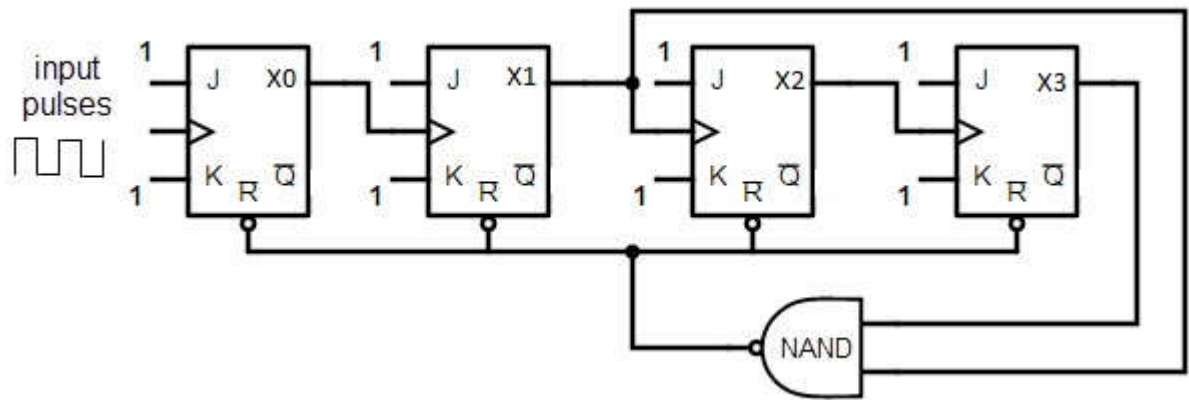 input
pulses
1 J X0 K R̅ Q̅ 1
1 J X1 K R̅ Q̅ 1
1 J X2 K R̅ Q̅ 1
1 J X3 K R̅ Q̅ 1
NAND